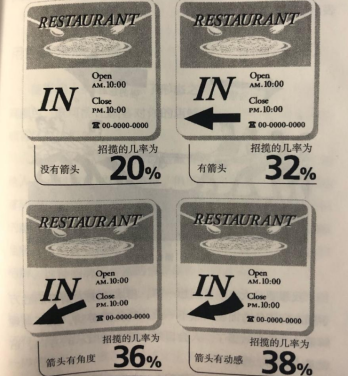 RESTAURANT
IN
Open
AM. 10:00
Close
PM. 10:00
☎ 00-0000-0000
没有箭头
招揽的几率为
20%
RESTAURANT
IN
Open
AM. 10:00
Close
PM. 10:00
☎ 00-0000-0000
有箭头
招揽的几率为
32%
RESTAURANT
IN
Open
AM. 10:00
Close
PM. 10:00
☎ 00-0000-0000
箭头有角度
招揽的几率为
36%
RESTAURANT
IN
Open
AM. 10:00
Close
PM. 10:00
☎ 00-0000-0000
箭头有动感
招揽的几率为
38%